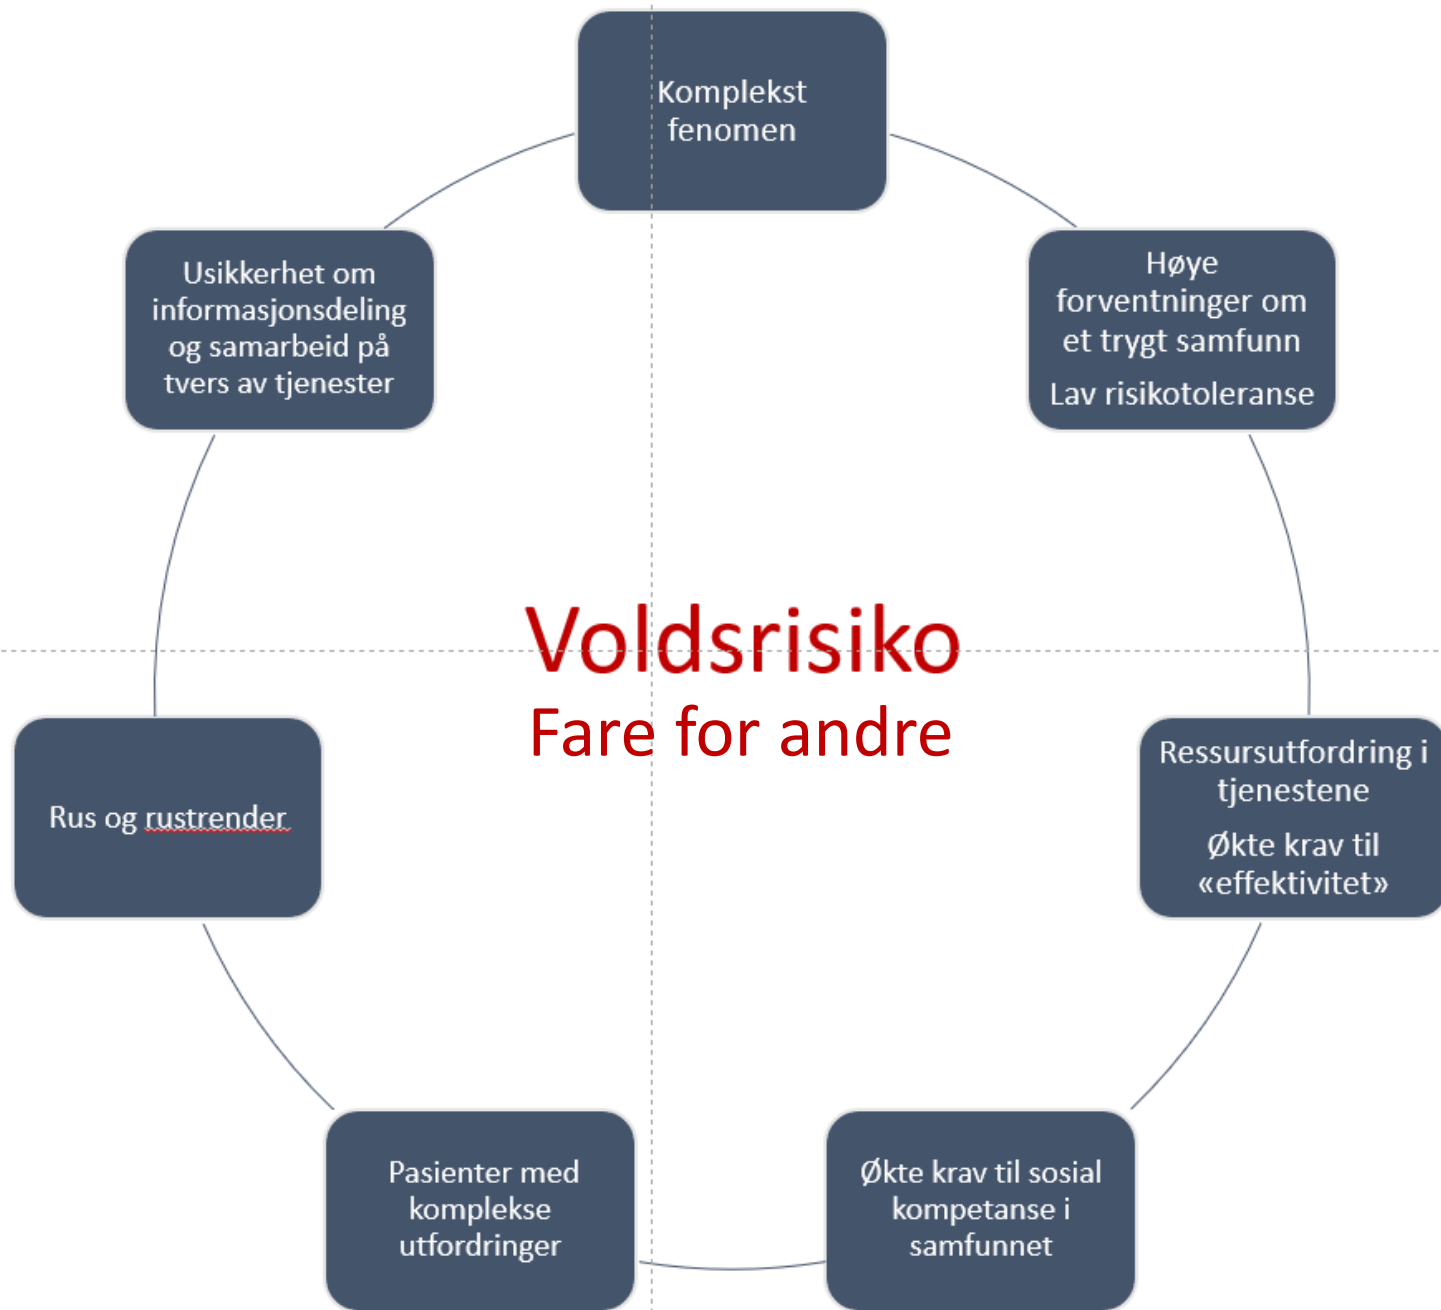 Komplekst
fenomen
Høye
forventninger om
et trygt samfunn
Lav risikotoleranse
Ressursutfordring i
tjenestene
Økte krav til
«effektivitet»
Økte krav til sosial
kompetanse i
samfunnet
Pasienter med
komplekse
utfordringer
Rus og rustrender
Usikkerhet om
informasjonsdeling
og samarbeid på
tvers av tjenester
Voldsrisiko
Fare for andre